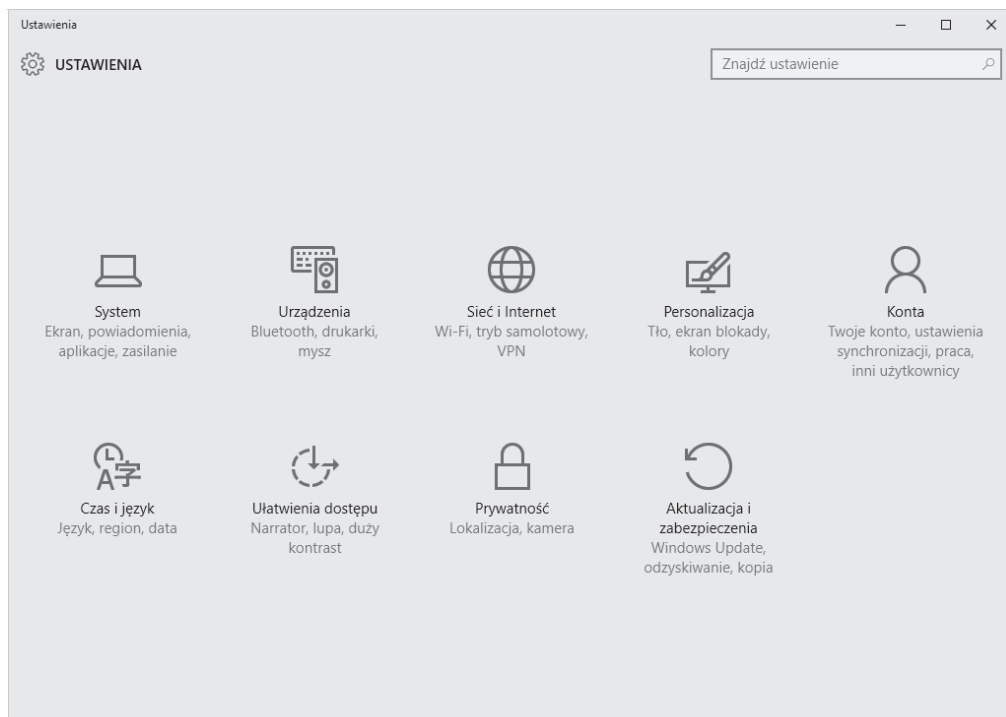 Ustawienia
USTAWIENIA
Znajdź ustawienie
System
Ekran, powiadomienia,
aplikacje, zasilanie
Urządzenia
Bluetooth, drukarki,
mysz
Sieć i Internet
Wi-Fi, tryb samolotowy,
VPN
Personalizacja
Tło, ekran blokady,
kolory
Konta
Twoje konto, ustawienia
synchronizacji, praca,
inni użytkownicy
Czas i język
Język, region, data
Ułatwienia dostępu
Narrator, lupa, duży
kontrast
Prywatność
Lokalizacja, kamera
Aktualizacja i
zabezpieczenia
Windows Update,
odzyskiwanie, kopia